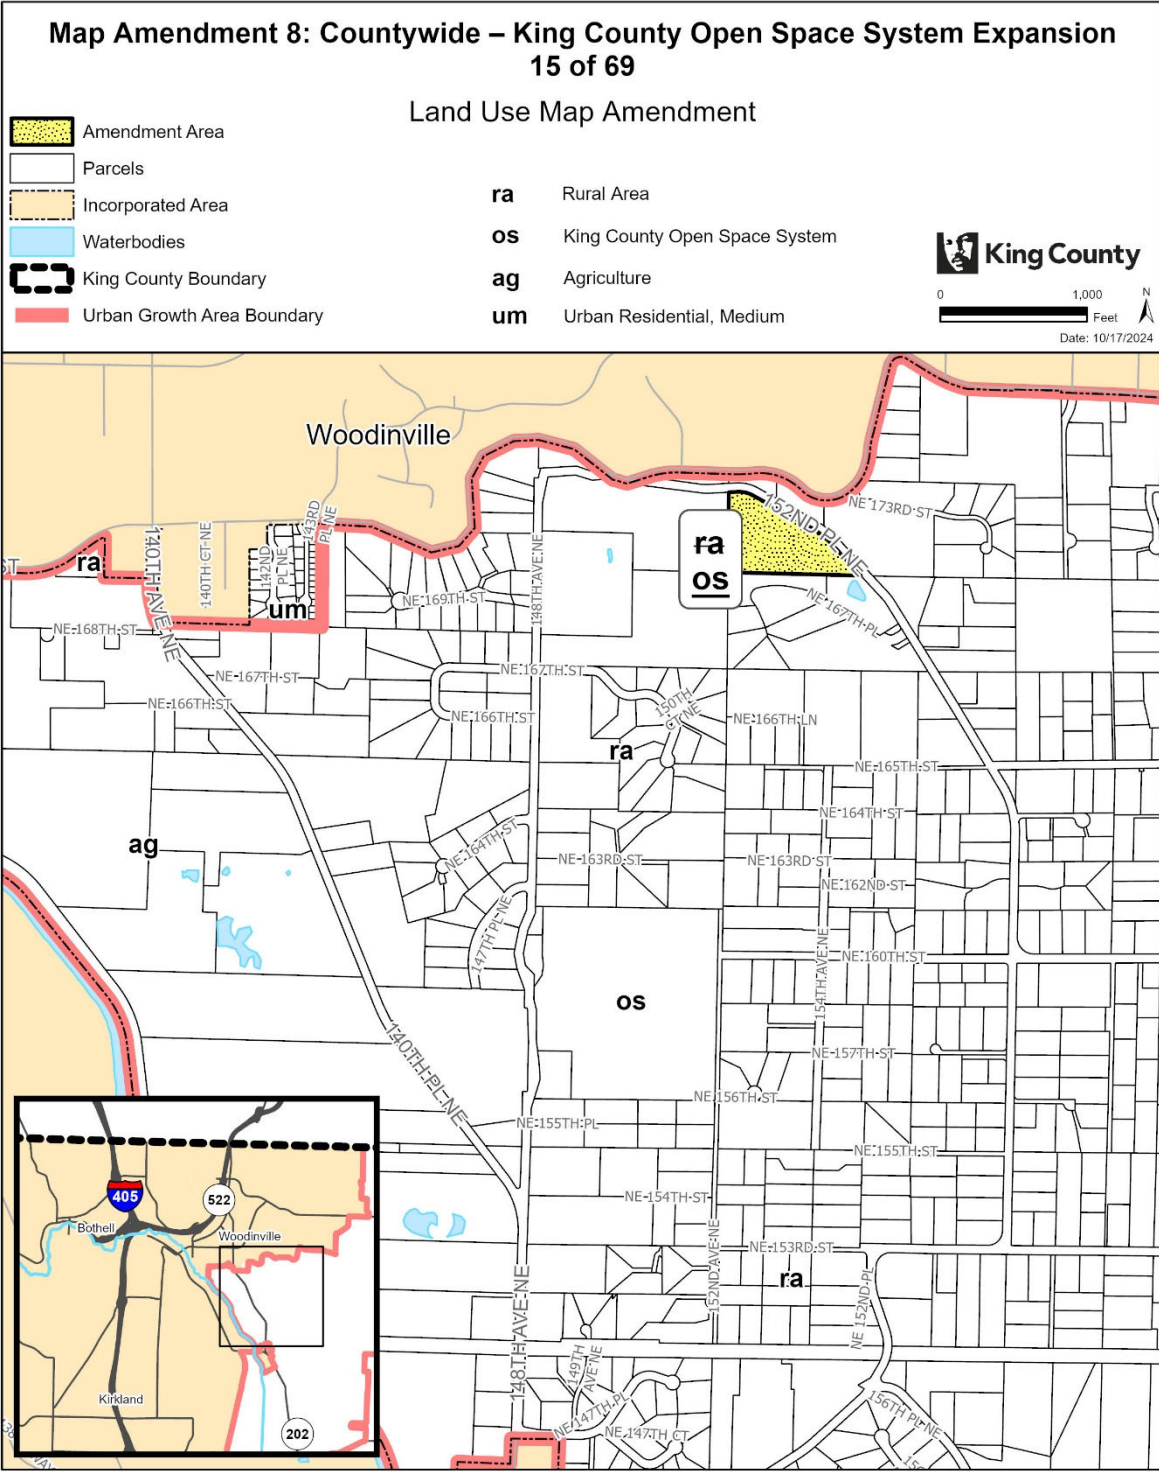 Map Amendment 8: Countywide – King County Open Space System Expansion
15 of 69
Land Use Map Amendment
Amendment Area
Parcels
Incorporated Area
Waterbodies
King County Boundary
Urban Growth Area Boundary
ra Rural Area
os King County Open Space System
ag Agriculture
um Urban Residential, Medium
King County
0 1,000
Feet
N
Date: 10/17/2024
Woodinville
NE 173RD ST
152ND PL NE
143RD
PL NE
ra
os
ST
ra
140TH AVE NE
140TH CT NE
142ND
PL NE
um
148TH AVE NE
NE 169TH ST
NE 167TH PL
NE 168TH ST
NE 167TH ST
NE 167TH ST
NE 166TH ST
NE 166TH ST
150TH
CT NE
NE 166TH LN
ra
NE 165TH ST
NE 164TH ST
ag
NE 164TH ST
NE 163RD ST
NE 163RD ST
NE 162ND ST
147TH PL NE
154TH AVE NE
NE 160TH ST
os
140TH PL NE
NE 157TH ST
NE 156TH ST
NE 155TH PL
NE 155TH ST
NE 154TH ST
152ND AVE NE
NE 153RD ST
ra
NE 152ND PL
148TH AVE NE
149TH
AVE NE
NE 147TH PL
NE 147TH CT
156TH PL NE
405
522
Bothell
Woodinville
Kirkland
202